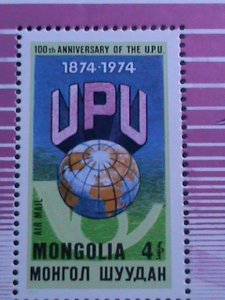 100th ANNIVERSARY OF THE U.P.U.
1874-1974
UPU
AIR MAIL
MONGOLIA 4₮
МОНГОЛ ШУУДАН